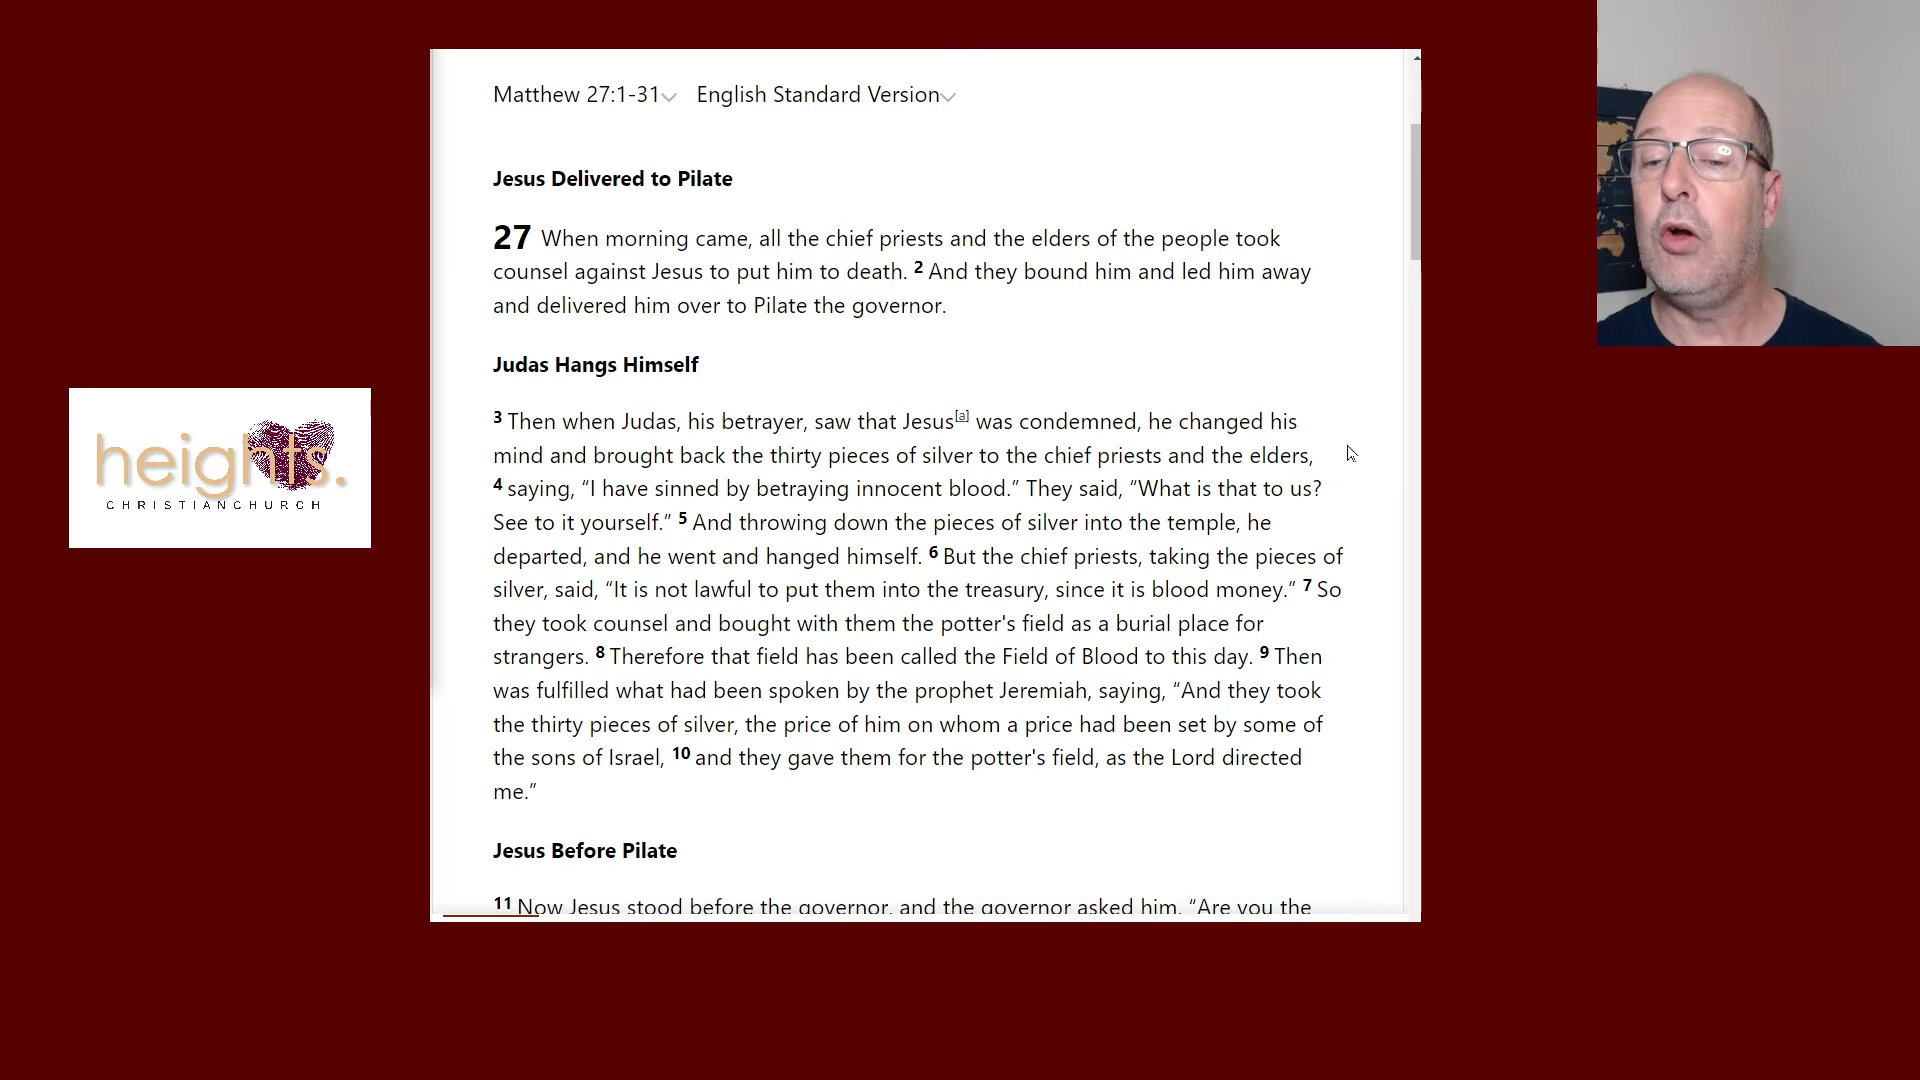 Matthew 27:1-31 English Standard Version
Jesus Delivered to Pilate
27 When morning came, all the chief priests and the elders of the people took
counsel against Jesus to put him to death. 2 And they bound him and led him away
and delivered him over to Pilate the governor.
Judas Hangs Himself
3 Then when Judas, his betrayer, saw that Jesus[a] was condemned, he changed his
mind and brought back the thirty pieces of silver to the chief priests and the elders,
4 saying, “I have sinned by betraying innocent blood.” They said, “What is that to us?
See to it yourself.” 5 And throwing down the pieces of silver into the temple, he
departed, and he went and hanged himself. 6 But the chief priests, taking the pieces of
silver, said, “It is not lawful to put them into the treasury, since it is blood money.” 7 So
they took counsel and bought with them the potter's field as a burial place for
strangers. 8 Therefore that field has been called the Field of Blood to this day. 9 Then
was fulfilled what had been spoken by the prophet Jeremiah, saying, “And they took
the thirty pieces of silver, the price of him on whom a price had been set by some of
the sons of Israel, 10 and they gave them for the potter's field, as the Lord directed
me.”
Jesus Before Pilate
11 Now Jesus stood before the governor, and the governor asked him, “Are you the
heights.
CHRISTIANCHURCH